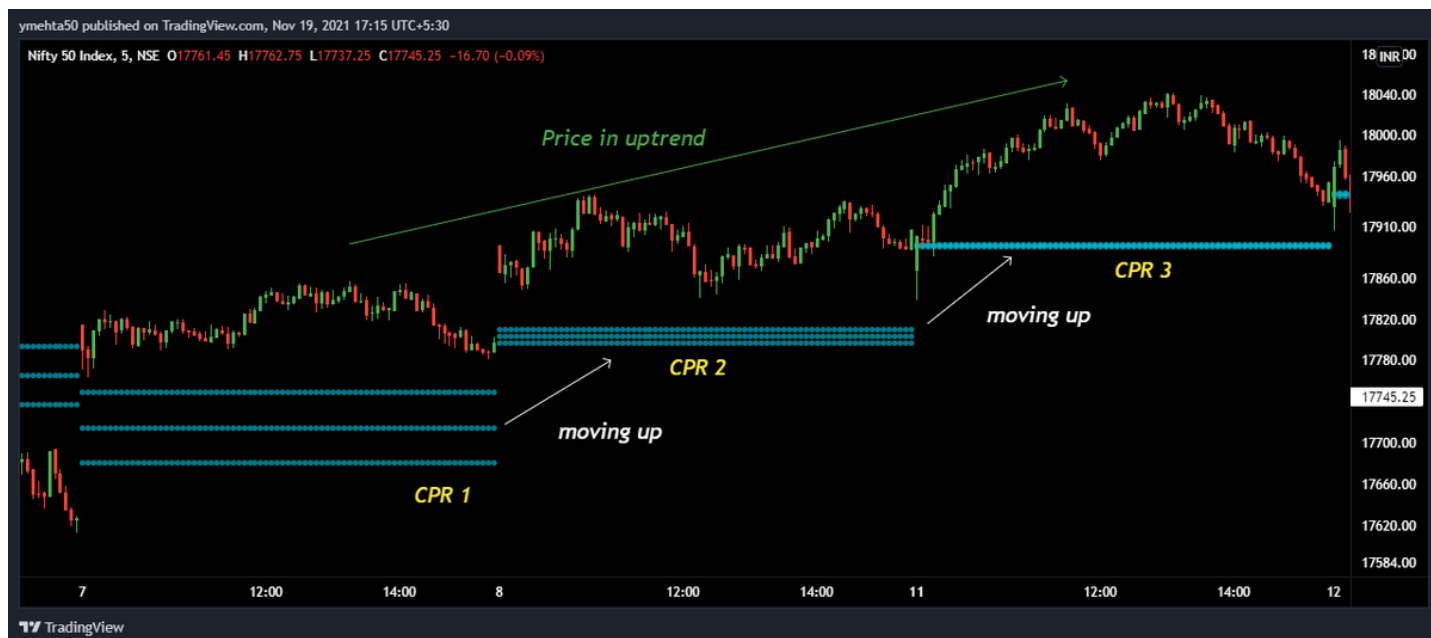 ymehta50 published on TradingView.com, Nov 19, 2021 17:15 UTC+5:30
Nifty 50 Index, 5, NSE O17761.45 H17762.75 L17737.25 C17745.25 −16.70 (−0.09%)
INR
18040.00
Price in uptrend
18000.00
17960.00
17910.00
CPR 3
17860.00
moving up
17820.00
CPR 2
17780.00
17745.25
moving up
17700.00
CPR 1
17660.00
17620.00
17584.00
7 12:00 14:00 8 12:00 14:00 11 12:00 14:00 12
TradingView